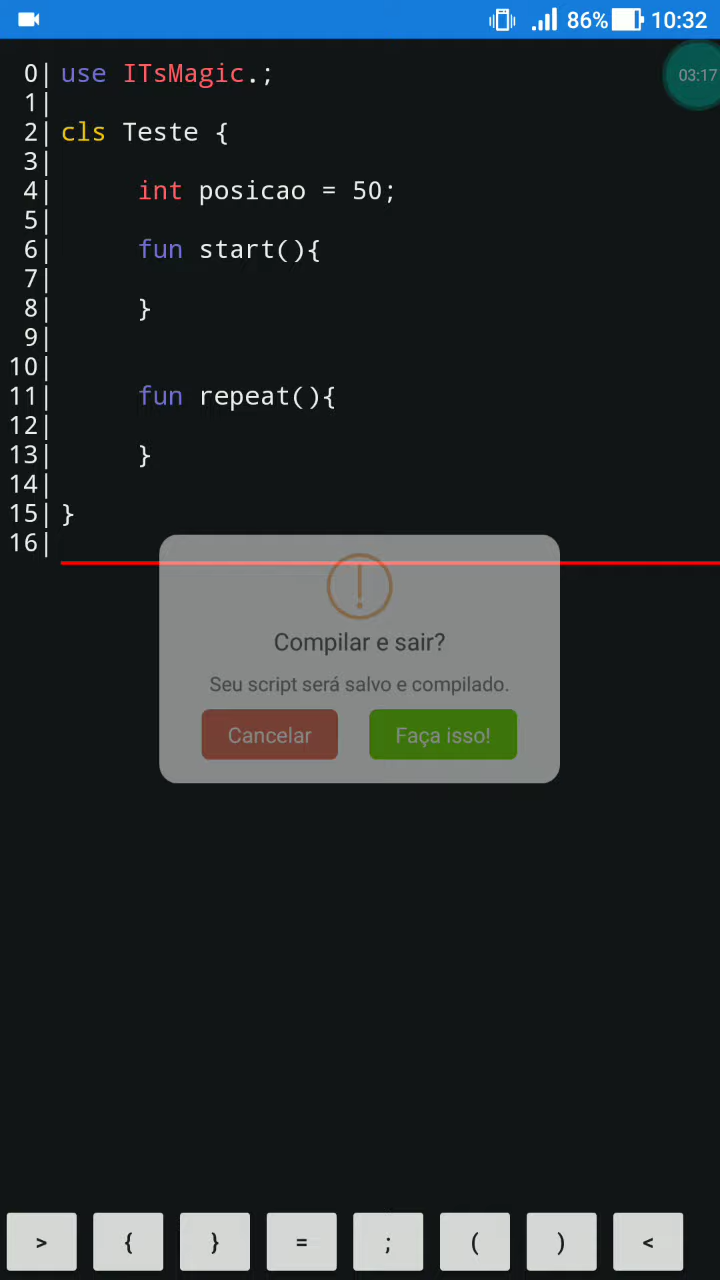 86% 10:32
03:17
0| use ITsMagic.;
1|
2| cls Teste {
3|
4| int posicao = 50;
5|
6| fun start(){
7|
8| }
9|
10|
11| fun repeat(){
12|
13| }
14|
15| }
16|
Compilar e sair?
Seu script será salvo e compilado.
Cancelar Faça isso!
> { } = ; ( ) <